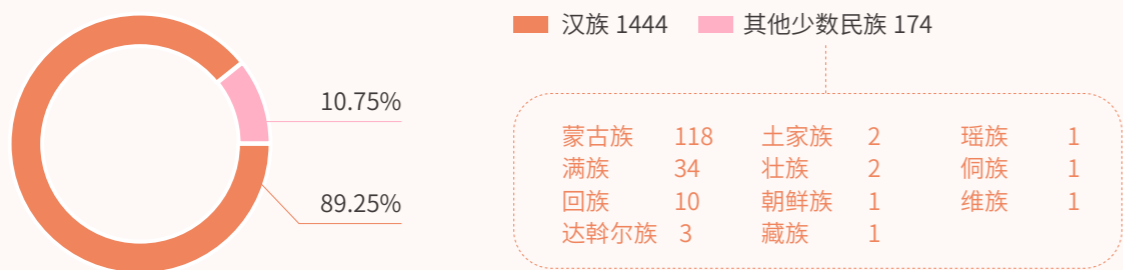 汉族 1444 其他少数民族 174
10.75%
89.25%
蒙古族 118 土家族 2 瑶族 1
满族 34 壮族 2 侗族 1
回族 10 朝鲜族 1 维族 1
达斡尔族 3 藏族 1